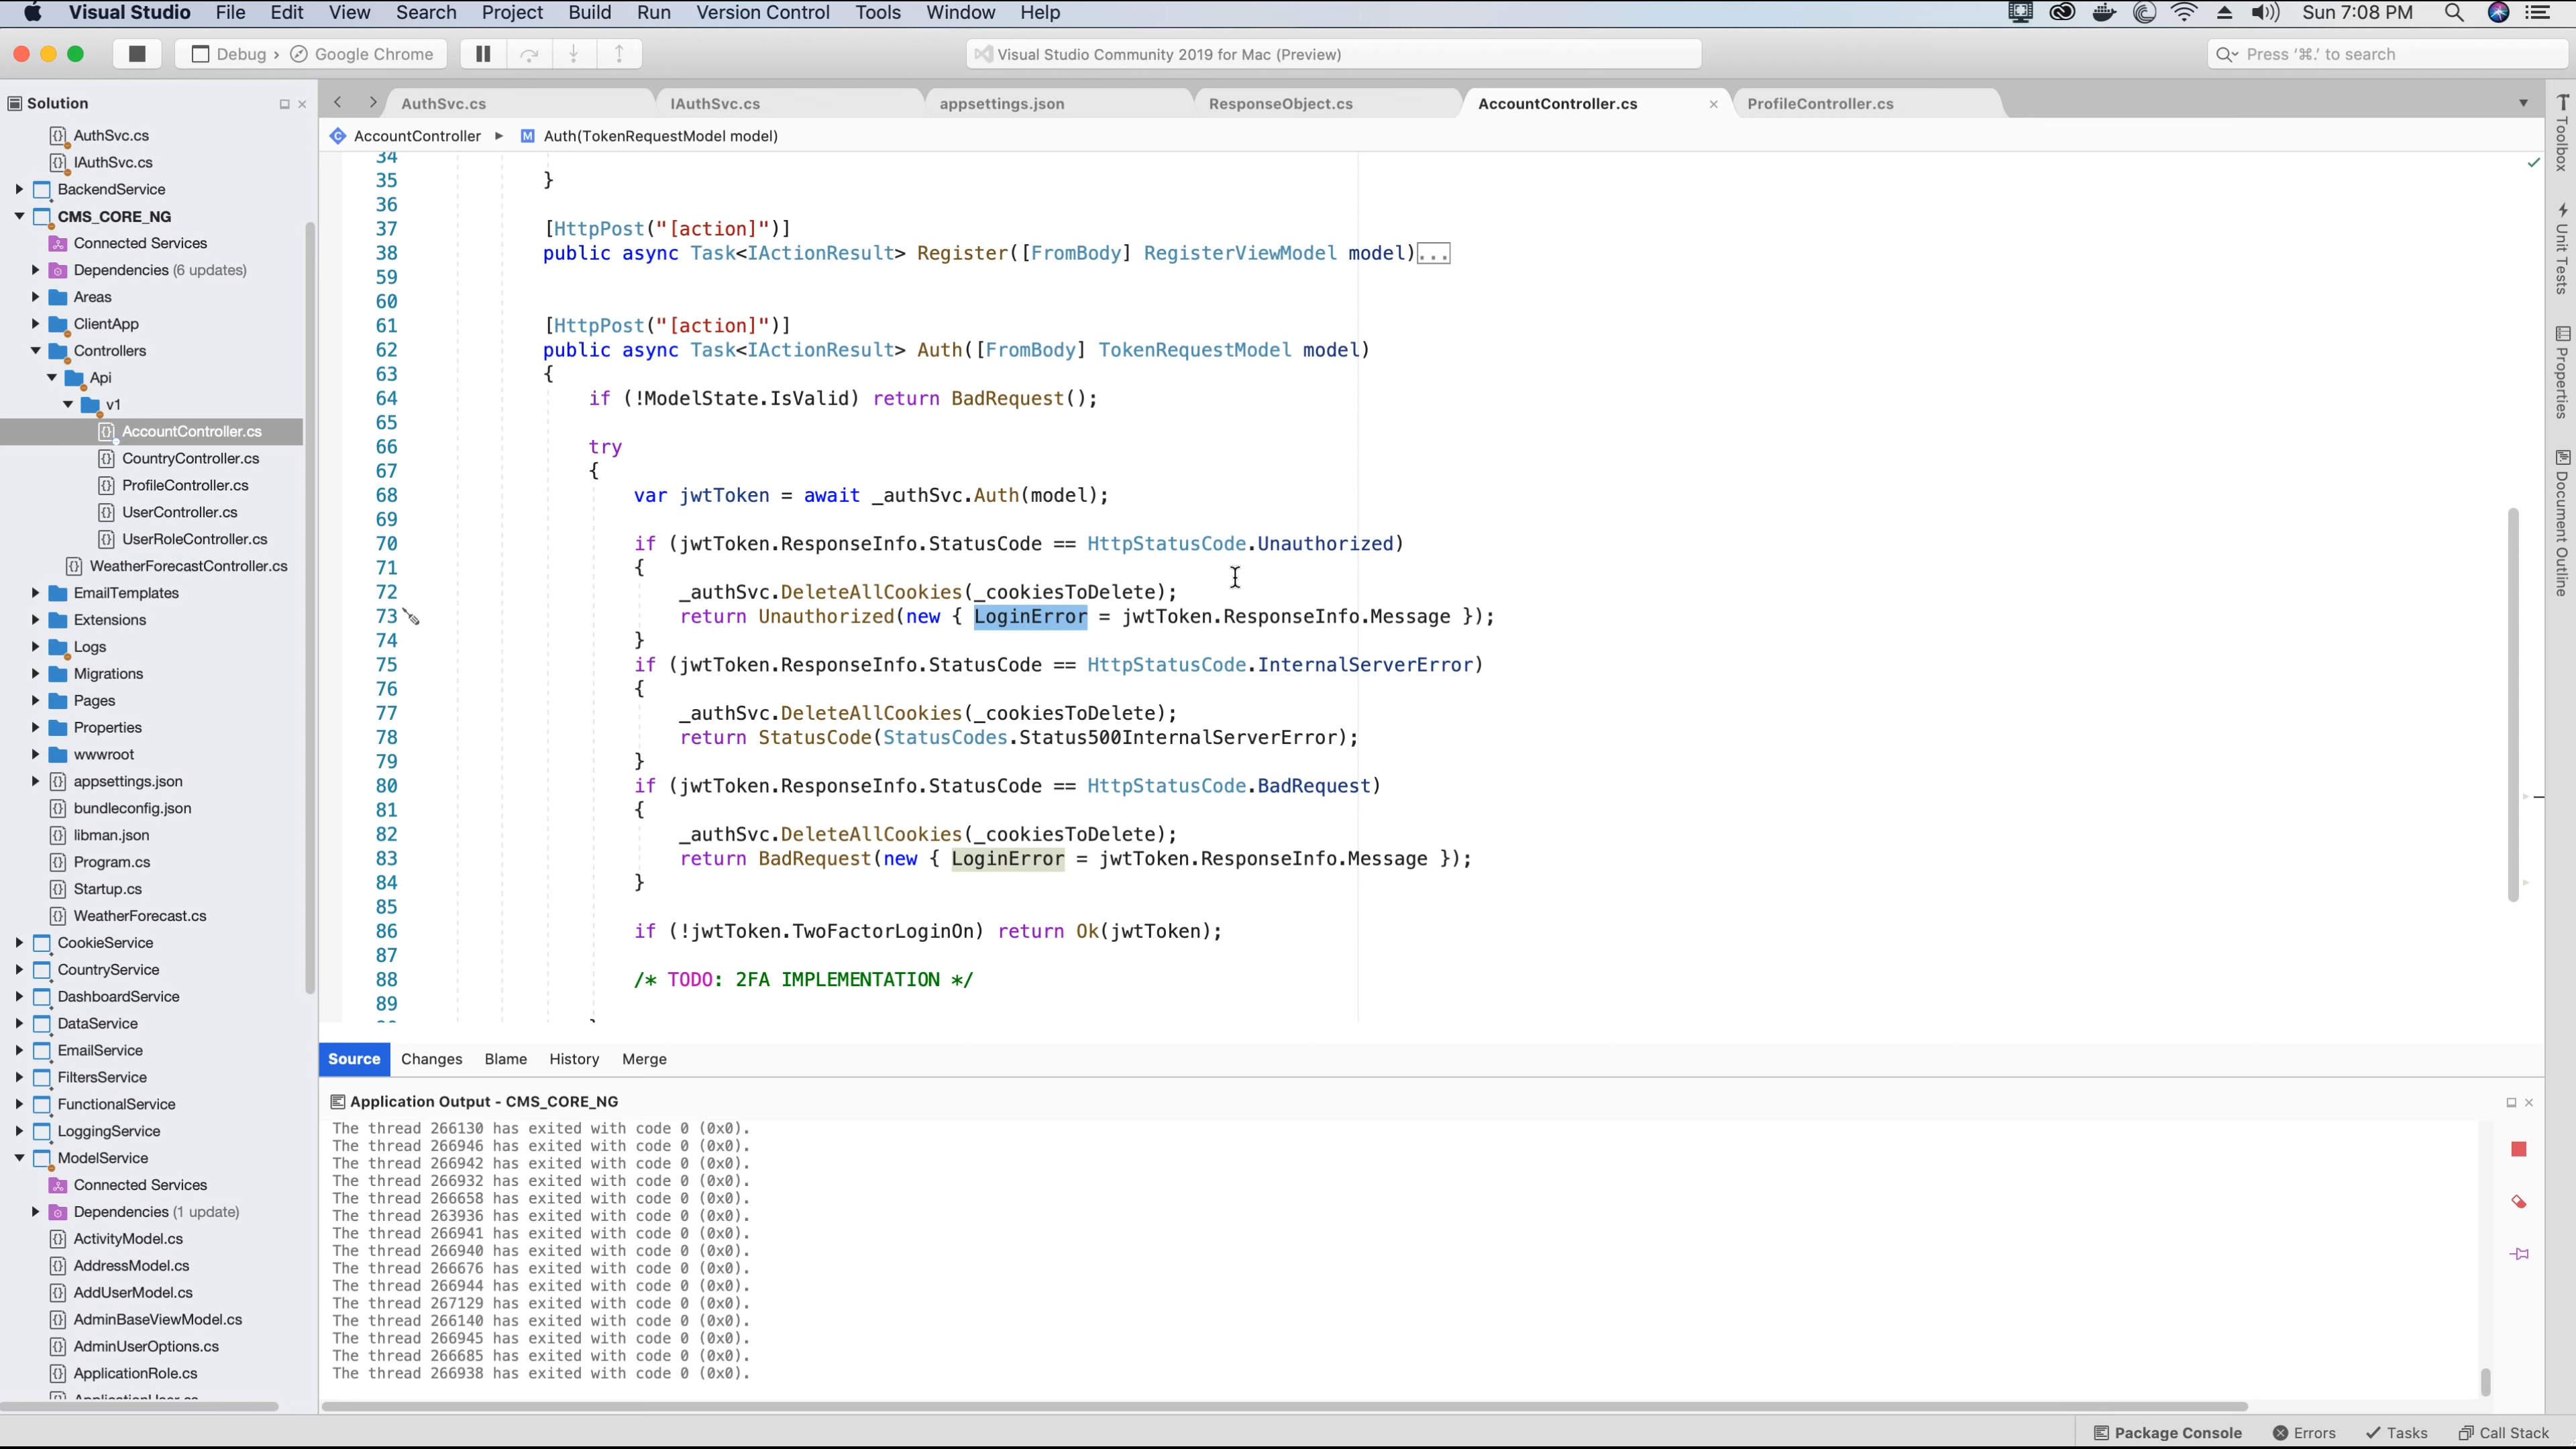 Visual Studio File Edit View Search Project Build Run Version Control Tools Window Help Sun 7:08 PM
Debug › Google Chrome Visual Studio Community 2019 for Mac (Preview) Press '⌘.' to search
Solution
AuthSvc.cs
IAuthSvc.cs
BackendService
CMS_CORE_NG
Connected Services
Dependencies (6 updates)
Areas
ClientApp
Controllers
Api
v1
AccountController.cs
CountryController.cs
ProfileController.cs
UserController.cs
UserRoleController.cs
WeatherForecastController.cs
EmailTemplates
Extensions
Logs
Migrations
Pages
Properties
wwwroot
appsettings.json
bundleconfig.json
libman.json
Program.cs
Startup.cs
WeatherForecast.cs
CookieService
CountryService
DashboardService
DataService
EmailService
FiltersService
FunctionalService
LoggingService
ModelService
Connected Services
Dependencies (1 update)
ActivityModel.cs
AddressModel.cs
AddUserModel.cs
AdminBaseViewModel.cs
AdminUserOptions.cs
ApplicationRole.cs
AuthSvc.cs IAuthSvc.cs appsettings.json ResponseObject.cs AccountController.cs ProfileController.cs
AccountController Auth(TokenRequestModel model)
34
35 }
36
37 [HttpPost("[action]")]
38 public async Task<IActionResult> Register([FromBody] RegisterViewModel model)...
59
60
61 [HttpPost("[action]")]
62 public async Task<IActionResult> Auth([FromBody] TokenRequestModel model)
63 {
64 if (!ModelState.IsValid) return BadRequest();
65
66 try
67 {
68 var jwtToken = await _authSvc.Auth(model);
69
70 if (jwtToken.ResponseInfo.StatusCode == HttpStatusCode.Unauthorized)
71 {
72 _authSvc.DeleteAllCookies(_cookiesToDelete);
73 return Unauthorized(new { LoginError = jwtToken.ResponseInfo.Message });
74 }
75 if (jwtToken.ResponseInfo.StatusCode == HttpStatusCode.InternalServerError)
76 {
77 _authSvc.DeleteAllCookies(_cookiesToDelete);
78 return StatusCode(StatusCodes.Status500InternalServerError);
79 }
80 if (jwtToken.ResponseInfo.StatusCode == HttpStatusCode.BadRequest)
81 {
82 _authSvc.DeleteAllCookies(_cookiesToDelete);
83 return BadRequest(new { LoginError = jwtToken.ResponseInfo.Message });
84 }
85
86 if (!jwtToken.TwoFactorLoginOn) return Ok(jwtToken);
87
88 /* TODO: 2FA IMPLEMENTATION */
89
Source Changes Blame History Merge
Application Output - CMS_CORE_NG
The thread 266130 has exited with code 0 (0x0).
The thread 266946 has exited with code 0 (0x0).
The thread 266942 has exited with code 0 (0x0).
The thread 266932 has exited with code 0 (0x0).
The thread 266658 has exited with code 0 (0x0).
The thread 263936 has exited with code 0 (0x0).
The thread 266941 has exited with code 0 (0x0).
The thread 266940 has exited with code 0 (0x0).
The thread 266676 has exited with code 0 (0x0).
The thread 266944 has exited with code 0 (0x0).
The thread 267129 has exited with code 0 (0x0).
The thread 266140 has exited with code 0 (0x0).
The thread 266945 has exited with code 0 (0x0).
The thread 266685 has exited with code 0 (0x0).
The thread 266938 has exited with code 0 (0x0).
Toolbox
Unit Tests
Properties
Document Outline
Package Console Errors Tasks Call Stack